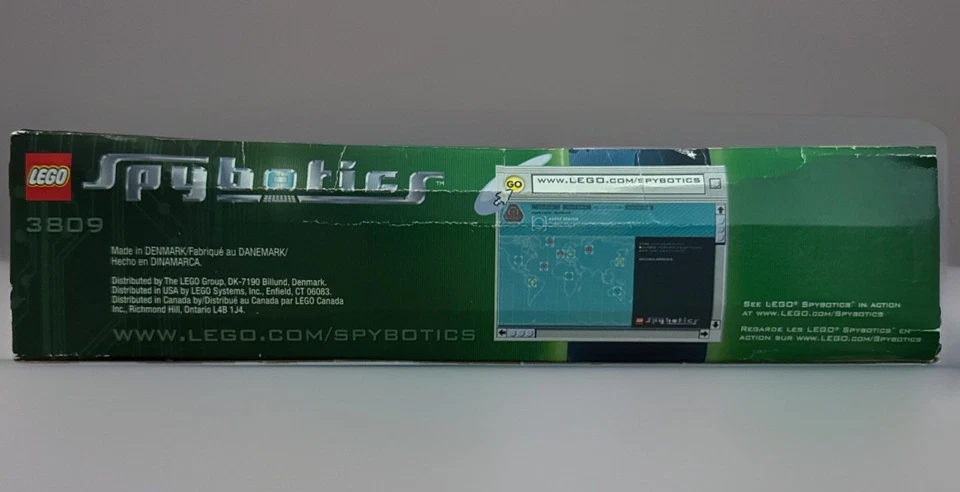 LEGO
Spybotics™
3809
Made in DENMARK/Fabriqué au DANEMARK/
Hecho en DINAMARCA.
Distributed by The LEGO Group, DK-7190 Billund, Denmark.
Distributed in USA by LEGO Systems, Inc., Enfield, CT 06083.
Distributed in Canada by/Distribué au Canada par LEGO Canada
Inc., Richmond Hill, Ontario L4B 1J4.
WWW.LEGO.COM/SPYBOTICS
GO
WWW.LEGO.COM/SPYBOTICS
Spybotics
SEE LEGO® SPYBOTICS™ IN ACTION
AT WWW.LEGO.COM/SPYBOTICS
REGARDE LES LEGO® SPYBOTICS™ EN
ACTION SUR WWW.LEGO.COM/SPYBOTICS